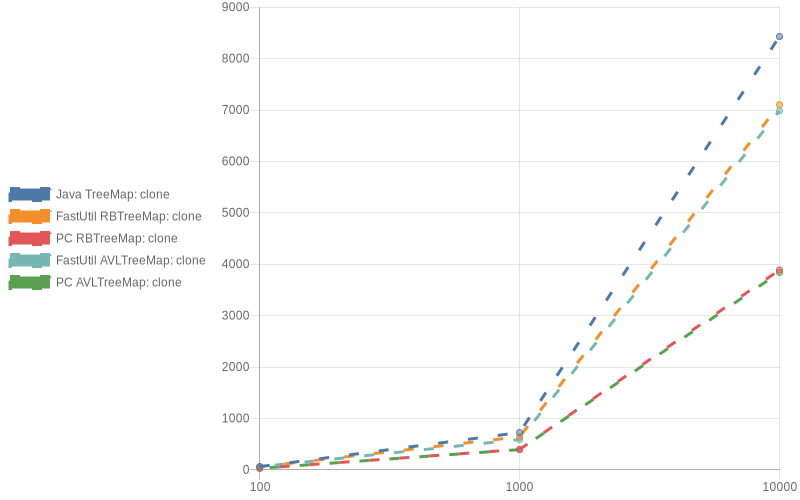 9000
8000
7000
6000
5000
4000
3000
2000
1000
0
Java TreeMap: clone
FastUtil RBTreeMap: clone
PC RBTreeMap: clone
FastUtil AVLTreeMap: clone
PC AVLTreeMap: clone
100 1000 10000